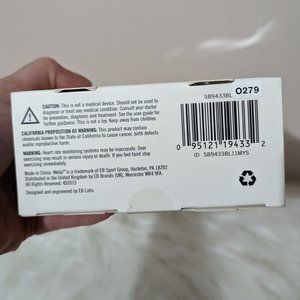 CAUTION: This is not a medical device. Should not be used to
diagnose or treat any medical condition. Consult your doctor
for prevention, diagnosis and treatment. See the user guide for
further guidance. This is not a toy. Keep away from children.
CALIFORNIA PROPOSITION 65 WARNING: This product may contain
chemicals known to the State of California to cause cancer, birth defects
and/or reproductive harm.
WARNING: Heart rate monitoring systems may be inaccurate. Over
exercising may result in serious injury or death. If you feel faint stop
exercising immediately.
Made in China. WeGo™ is a trademark of EB Sport Group, Hazleton, PA 18202
Distributed in the United Kingdom by EB Brands (UK), Worcester WR4 9FA.
All rights reserved. ©2015
Designed and engineered by EB Labs
SB9433BL 0279
0 95121 19433 2
ID SB9433BL11MYS